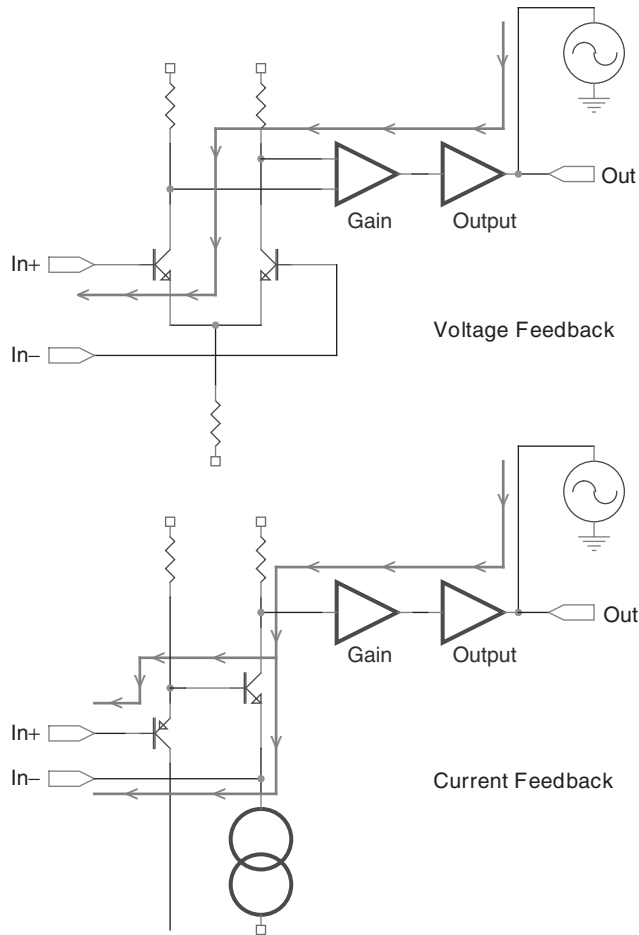 Out
Gain
Output
In+
Voltage Feedback
In−
Out
Gain
Output
In+
In−
Current Feedback